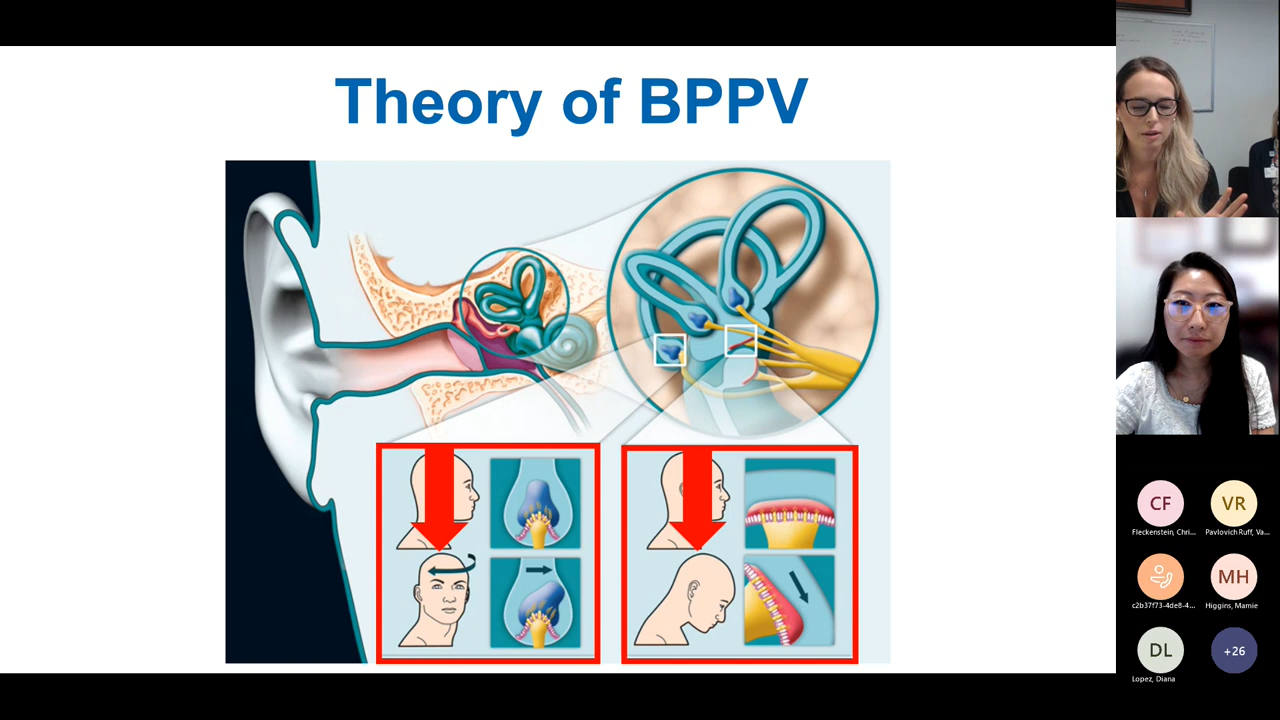 Theory of BPPV
CF
Fleckenstein, Chri...
VR
Pavlovich Ruff, Va...
c2b37f73-4de8-4...
MH
Higgins, Mamie
DL
Lopez, Diana
+26